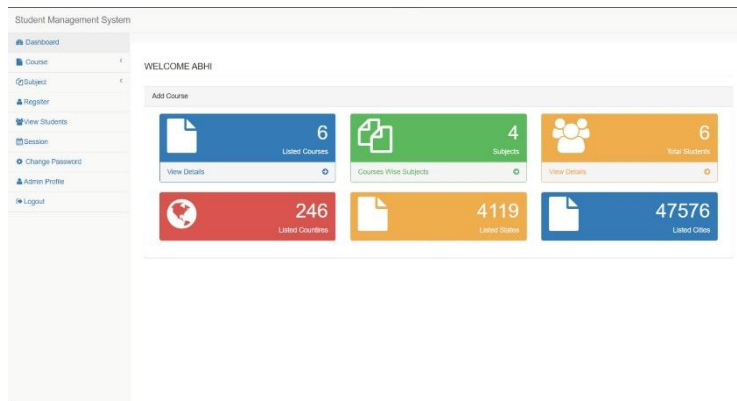 Student Management System
Dashboard
Course
Subject
Register
View Students
Session
Change Password
Admin Profile
Logout
WELCOME ABHI
Add Course
6
Listed Courses
View Details
4
Subjects
Courses Wise Subjects
6
Total Students
View Details
246
Listed Countires
4119
Listed States
47576
Listed Cities